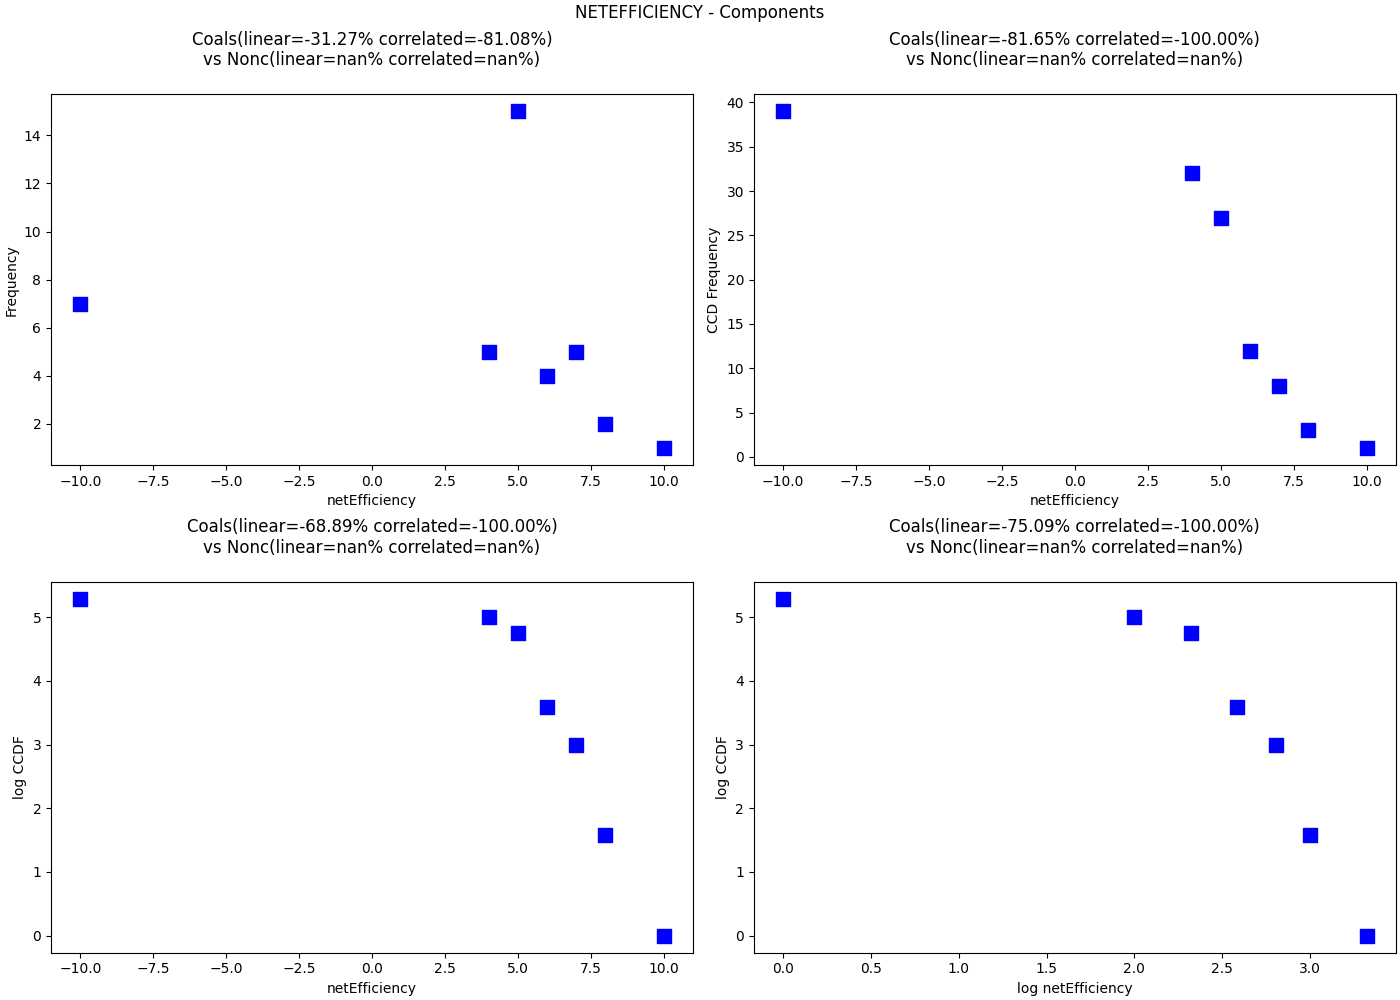 NETEFFICIENCY - Components
Coals(linear=-31.27% correlated=-81.08%)
vs Nonc(linear=nan% correlated=nan%)
14
12
10
8
6
4
2
Frequency
−10.0 −7.5 −5.0 −2.5 0.0 2.5 5.0 7.5 10.0
netEfficiency
Coals(linear=-81.65% correlated=-100.00%)
vs Nonc(linear=nan% correlated=nan%)
40
35
30
25
20
15
10
5
0
CCD Frequency
−10.0 −7.5 −5.0 −2.5 0.0 2.5 5.0 7.5 10.0
netEfficiency
Coals(linear=-68.89% correlated=-100.00%)
vs Nonc(linear=nan% correlated=nan%)
5
4
3
2
1
0
log CCDF
−10.0 −7.5 −5.0 −2.5 0.0 2.5 5.0 7.5 10.0
netEfficiency
Coals(linear=-75.09% correlated=-100.00%)
vs Nonc(linear=nan% correlated=nan%)
5
4
3
2
1
0
log CCDF
0.0 0.5 1.0 1.5 2.0 2.5 3.0
log netEfficiency